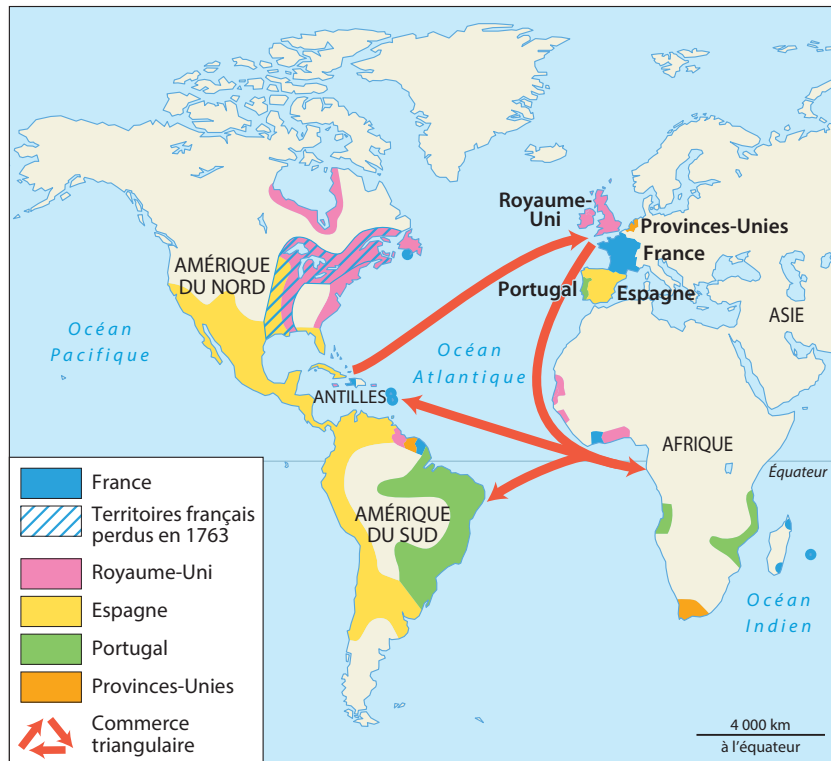 Royaume-
Uni
Provinces-Unies
France
Portugal
Espagne
AMÉRIQUE
DU NORD
ASIE
Océan
Pacifique
Océan
Atlantique
ANTILLES
AFRIQUE
Équateur
AMÉRIQUE
DU SUD
Océan
Indien
France
Territoires français
perdus en 1763
Royaume-Uni
Espagne
Portugal
Provinces-Unies
Commerce
triangulaire
4 000 km
à l'équateur